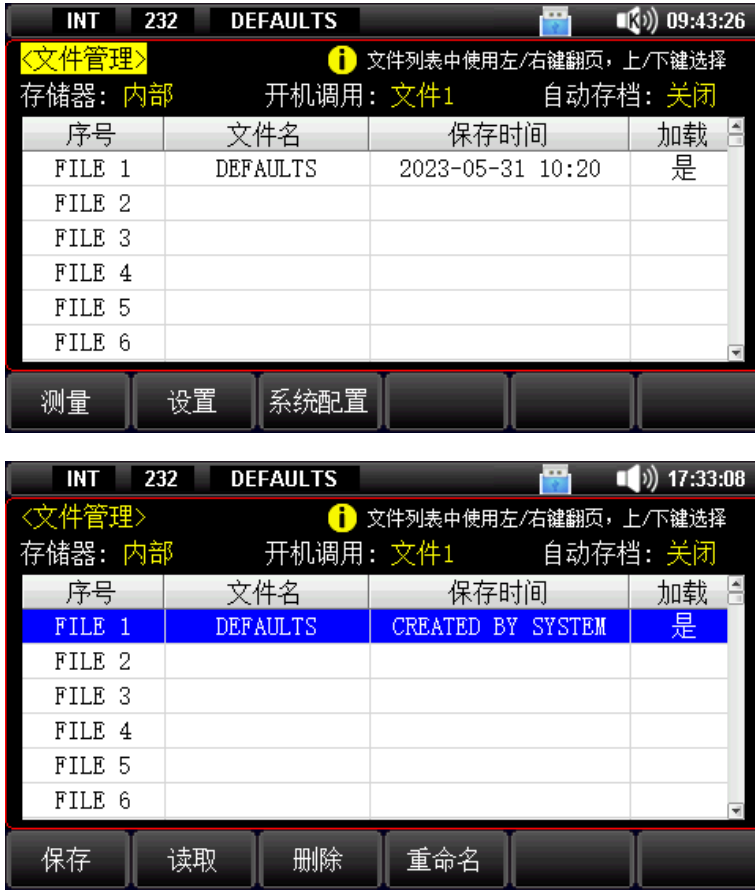 INT 232 DEFAULTS K 09:43:26
<文件管理> i 文件列表中使用左/右键翻页，上/下键选择
存储器：内部 开机调用：文件1 自动存档：关闭
序号 文件名 保存时间 加载
FILE 1 DEFAULTS 2023-05-31 10:20 是
FILE 2
FILE 3
FILE 4
FILE 5
FILE 6
测量 设置 系统配置
INT 232 DEFAULTS 17:33:08
<文件管理> i 文件列表中使用左/右键翻页，上/下键选择
存储器：内部 开机调用：文件1 自动存档：关闭
序号 文件名 保存时间 加载
FILE 1 DEFAULTS CREATED BY SYSTEM 是
FILE 2
FILE 3
FILE 4
FILE 5
FILE 6
保存 读取 删除 重命名